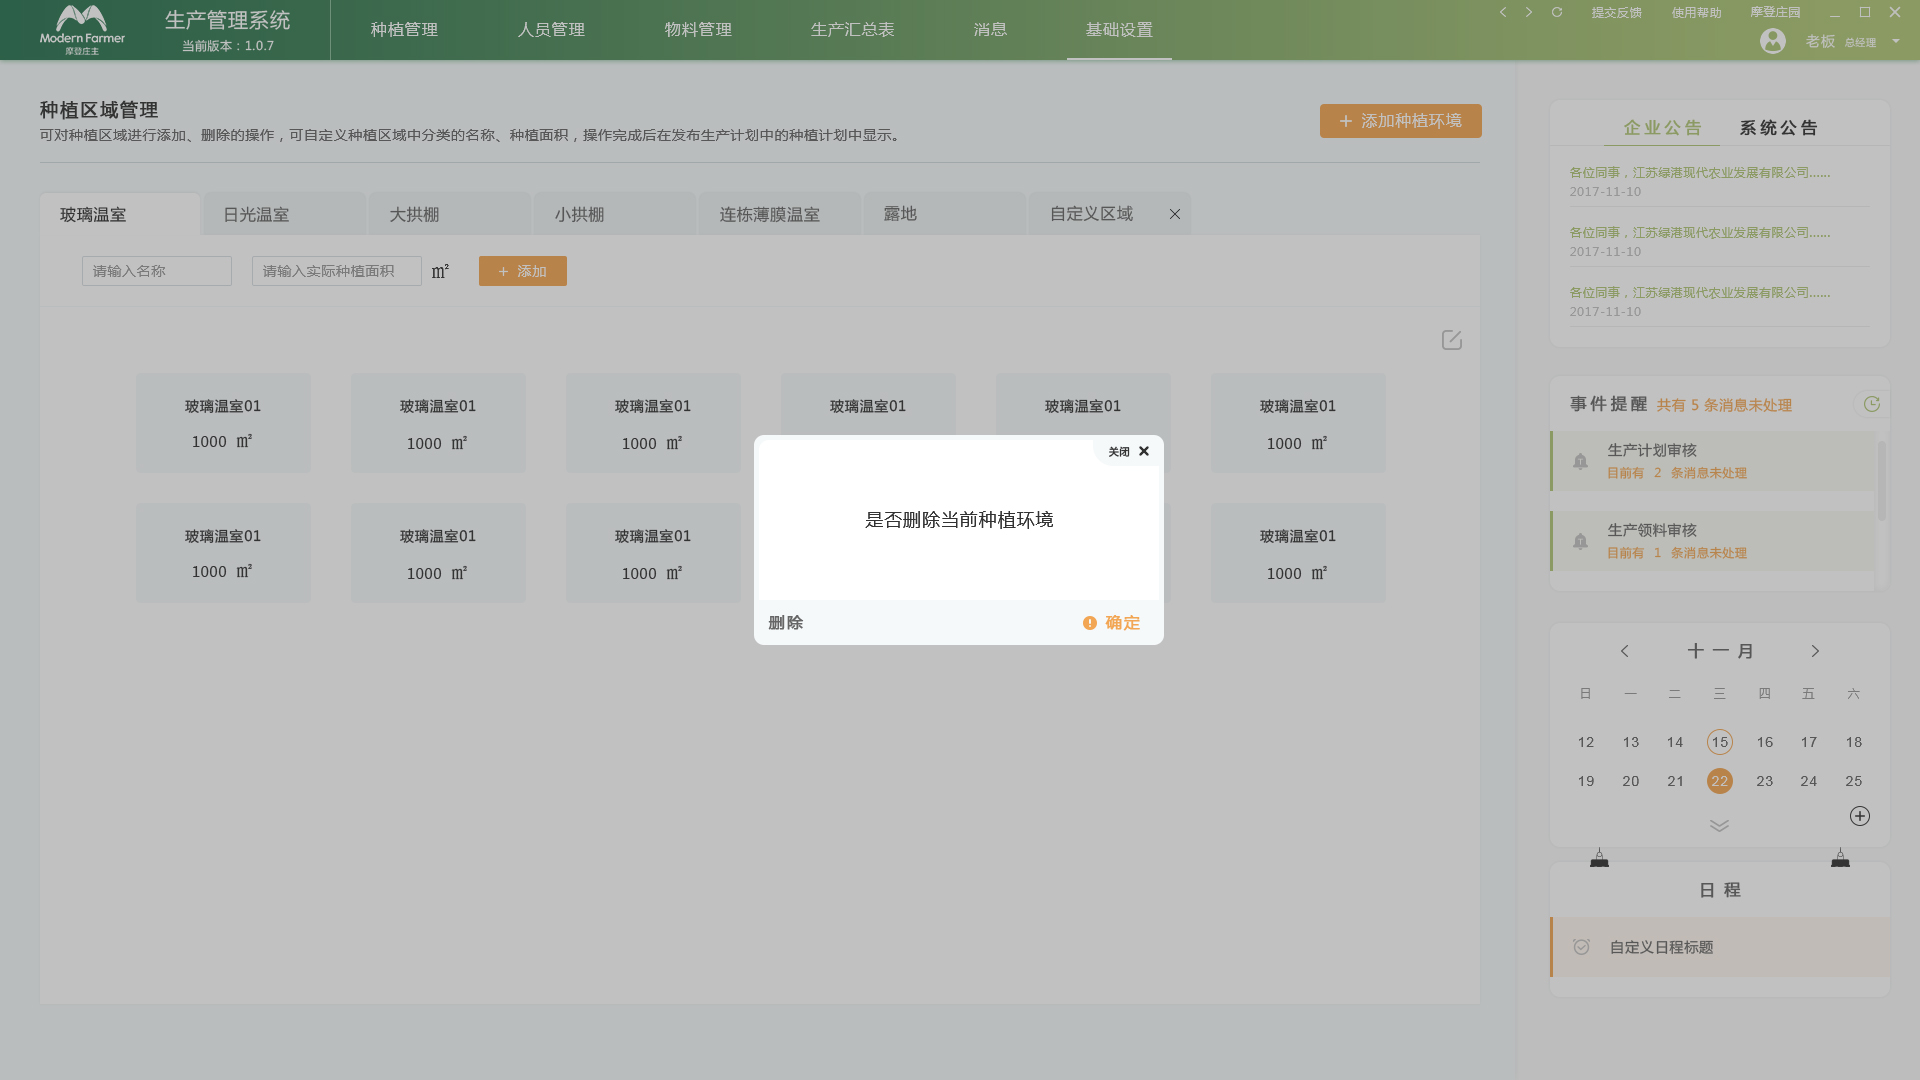 Modern Farmer
摩登庄主
生产管理系统
当前版本：1.0.7
种植管理
人员管理
物料管理
生产汇总表
消息
基础设置
提交反馈
使用帮助
摩登庄园
老板 总经理
种植区域管理
可对种植区域进行添加、删除的操作，可自定义种植区域中分类的名称、种植面积，操作完成后在发布生产计划中的种植计划中显示。
添加种植环境
玻璃温室
日光温室
大拱棚
小拱棚
连栋薄膜温室
露地
自定义区域
请输入名称
请输入实际种植面积
㎡
添加
玻璃温室01
玻璃温室01
玻璃温室01
玻璃温室01
玻璃温室01
玻璃温室01
1000 ㎡
1000 ㎡
1000 ㎡
1000 ㎡
玻璃温室01
玻璃温室01
玻璃温室01
玻璃温室01
1000 ㎡
1000 ㎡
1000 ㎡
1000 ㎡
关闭
是否删除当前种植环境
删除
确定
企业公告
系统公告
各位同事，江苏绿港现代农业发展有限公司......
2017-11-10
各位同事，江苏绿港现代农业发展有限公司......
2017-11-10
各位同事，江苏绿港现代农业发展有限公司......
2017-11-10
事件提醒 共有 5 条消息未处理
生产计划审核
目前有 2 条消息未处理
生产领料审核
目前有 1 条消息未处理
十一月
日 一 二 三 四 五 六
12 13 14 15 16 17 18
19 20 21 22 23 24 25
日程
自定义日程标题